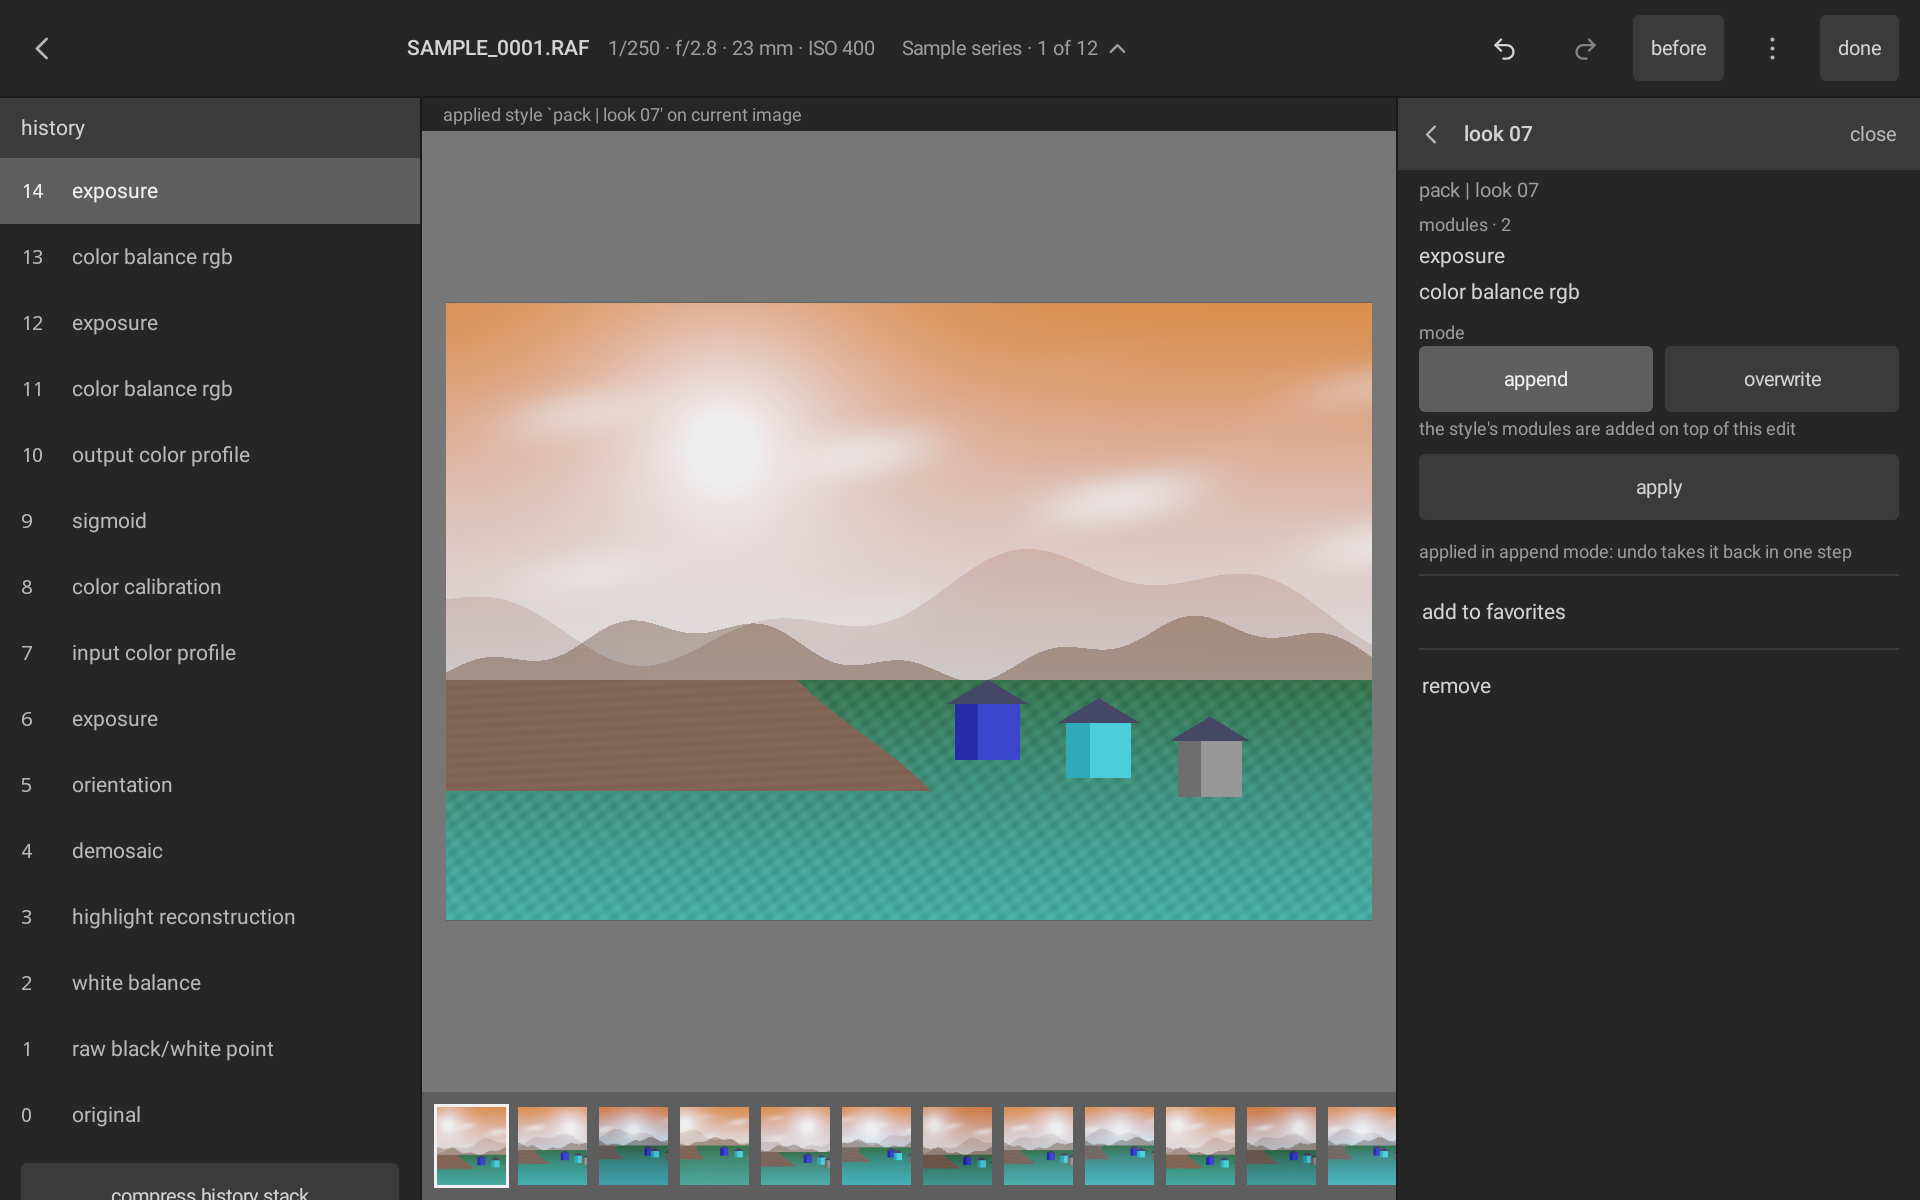 SAMPLE_0001.RAF 1/250 · f/2.8 · 23 mm · ISO 400 Sample series · 1 of 12
before
done
history
14 exposure
13 color balance rgb
12 exposure
11 color balance rgb
10 output color profile
9 sigmoid
8 color calibration
7 input color profile
6 exposure
5 orientation
4 demosaic
3 highlight reconstruction
2 white balance
1 raw black/white point
0 original
compress history stack
applied style `pack | look 07' on current image
look 07
close
pack | look 07
modules · 2
exposure
color balance rgb
mode
append
overwrite
the style's modules are added on top of this edit
apply
applied in append mode: undo takes it back in one step
add to favorites
remove